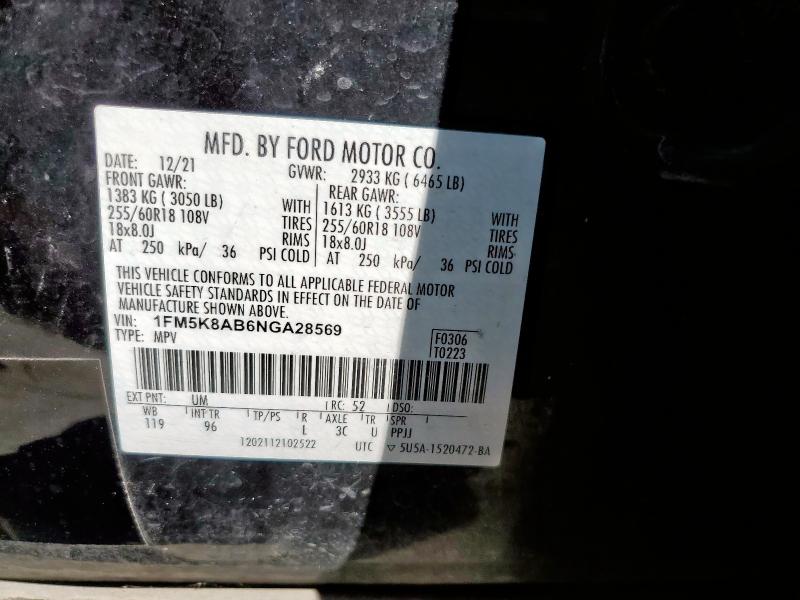 MFD. BY FORD MOTOR CO.
DATE: 12/21 GVWR: 2933 KG ( 6465 LB)
FRONT GAWR: REAR GAWR:
1383 KG ( 3050 LB) WITH 1613 KG ( 3555 LB) WITH
255/60R18 108V TIRES 255/60R18 108V TIRES
18x8.0J RIMS 18x8.0J RIMS
AT 250 kPa/ 36 PSI COLD AT 250 kPa/ 36 PSI COLD
THIS VEHICLE CONFORMS TO ALL APPLICABLE FEDERAL MOTOR
VEHICLE SAFETY STANDARDS IN EFFECT ON THE DATE OF
MANUFACTURE SHOWN ABOVE.
VIN: 1FM5K8AB6NGA28569 F0306
TYPE: MPV T0223
EXT PNT: UM RC: 52 DSO:
WB INT TR TP/PS R AXLE TR SPR
119 96 L 3C U PPJJ
1202112102522 UTC ▽ 5U5A-1520472-BA